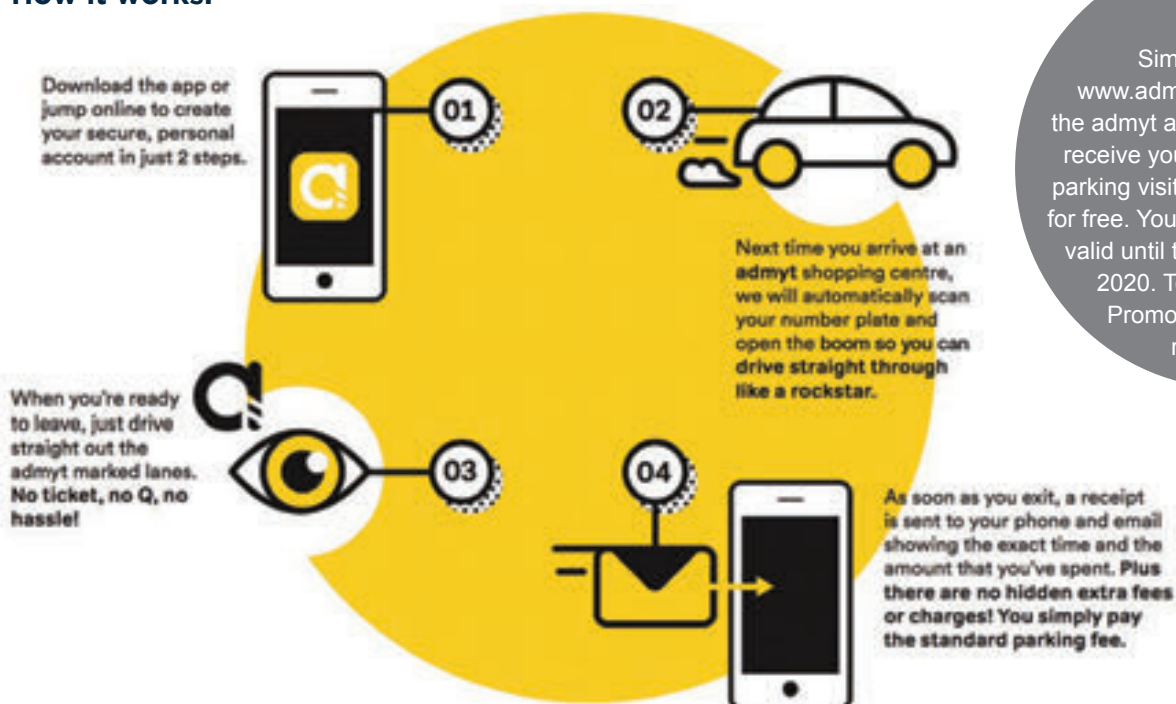 How it works:
Download the app or
jump online to create
your secure, personal
account in just 2 steps.
01
02
Next time you arrive at an
admyt shopping centre,
we will automatically scan
your number plate and
open the boom so you can
drive straight through
like a rockstar.
When you're ready
to leave, just drive
straight out the
admyt marked lanes.
No ticket, no Q, no
hassle!
03
04
As soon as you exit, a receipt
is sent to your phone and email
showing the exact time and the
amount that you've spent. Plus
there are no hidden extra fees
or charges! You simply pay
the standard parking fee.
www.adm
the admyt a
receive you
parking visit
for free. You
valid until t
2020. T
Promo